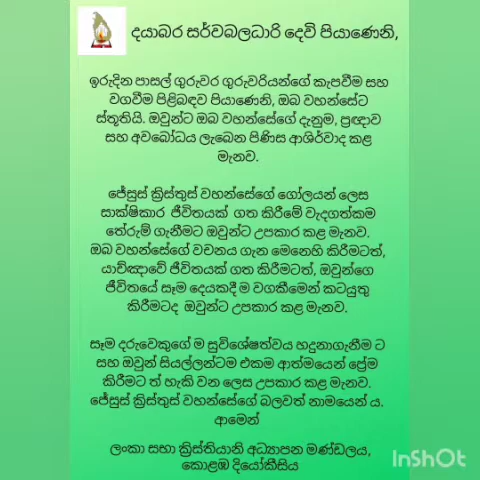 දයාබර සර්වබලධාරි දෙවි පියාණෙනි,
ඉරුදින පාසල් ගුරුවර ගුරුවරියන්ගේ කැපවීම සහ
වගවීම පිළිබඳව පියාණෙනි, ඔබ වහන්සේට
ස්තූතියි. ඔවුන්ට ඔබ වහන්සේගේ දැනුම, ප්‍රඥාව
සහ අවබෝධය ලැබෙන පිණිස ආශිර්වාද කළ
මැනව.
ජේසුස් ක්‍රිස්තුස් වහන්සේගේ ගෝලයන් ලෙස
සාක්ෂිකාර ජීවිතයක් ගත කිරීමේ වැදගත්කම
තේරුම් ගැනීමට ඔවුන්ට උපකාර කළ මැනව.
ඔබ වහන්සේගේ වචනය ගැන මෙනෙහි කිරීමටත්,
යාච්ඤාවේ ජීවිතයක් ගත කිරීමටත්, ඔවුන්ගෙ
ජීවිතයේ සෑම දෙයකදී ම වගකීමෙන් කටයුතු
කිරීමටද ඔවුන්ට උපකාර කළ මැනව.
සෑම දරුවෙකුගේ ම සුවිශේෂත්වය හඳුනාගැනීම ට
සහ ඔවුන් සියල්ලන්ටම එකම ආත්මයෙන් ප්‍රේම
කිරීමට ත් හැකි වන ලෙස උපකාර කළ මැනව.
ජේසුස් ක්‍රිස්තුස් වහන්සේගේ බලවත් නාමයෙන් ය.
ආමෙන්
ලංකා සභා ක්‍රිස්තියානි අධ්‍යාපන මණ්ඩලය,
කොළඹ දියෝකීසිය
InShOt